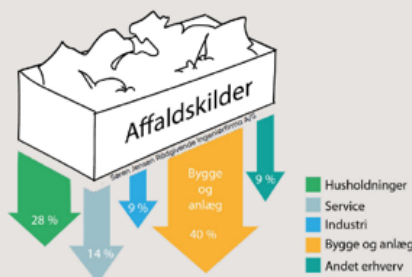 Affaldskilder
Søren Jensen Rådgivende Ingeniørfirma A/S
28 %
14 %
9 %
Bygge
og
anlæg
40 %
9 %
Husholdninger
Service
Industri
Bygge og anlæg
Andet erhverv